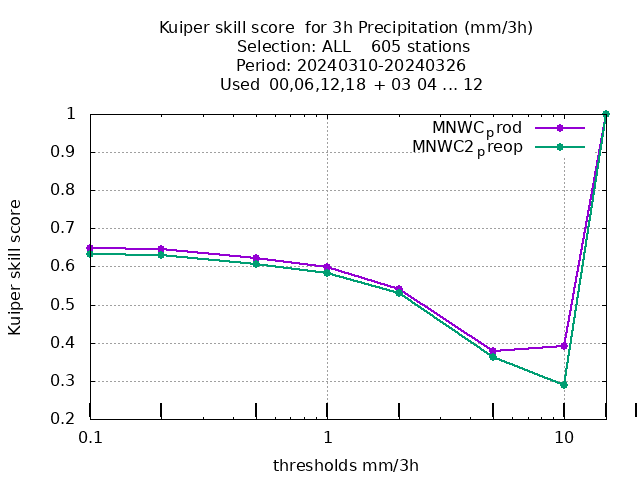 Kuiper skill score  for 3h Precipitation (mm/3h)
Selection: ALL    605 stations
Period: 20240310-20240326
Used  00,06,12,18  + 03 04 ... 12
MNWC_prod
MNWC2_preop
1
0.9
0.8
0.7
0.6
0.5
0.4
0.3
0.2
Kuiper skill score
0.1 1 10
thresholds mm/3h